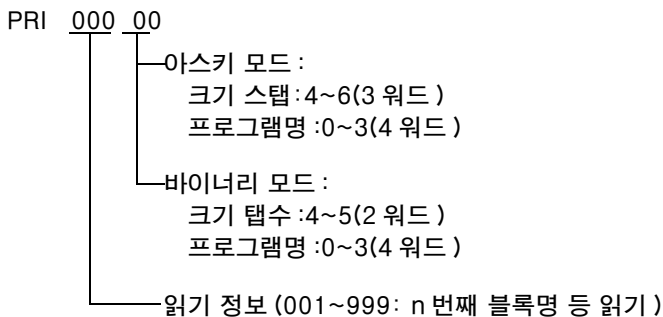 PRI 000 00
아스키 모드 :
크기 스탭:4~6(3 워드 )
프로그램명 :0~3(4 워드 )
바이너리 모드 :
크기 탭수 :4~5(2 워드 )
프로그램명 :0~3(4 워드 )
읽기 정보 (001~999: n 번째 블록명 등 읽기 )